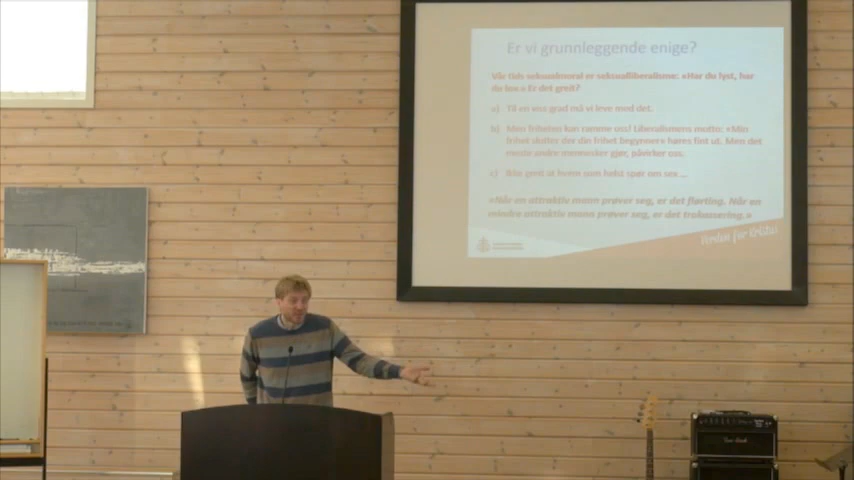 Er vi grunnleggende enige?
Vår tids seksualmoral er seksualliberalisme: «Har du lyst, har
du lov.» Er det greit?
a) Til en viss grad må vi leve med det.
b) Men friheten kan ramme oss! Liberalismens motto: «Min
frihet slutter der din frihet begynner» høres fint ut. Men det
meste andre mennesker gjør, påvirker oss.
c) Ikke greit at hvem som helst spør om sex...
«Når en attraktiv mann prøver seg, er det flørting. Når en
mindre attraktiv mann prøver seg, er det trakassering.»
Verden for Kristus